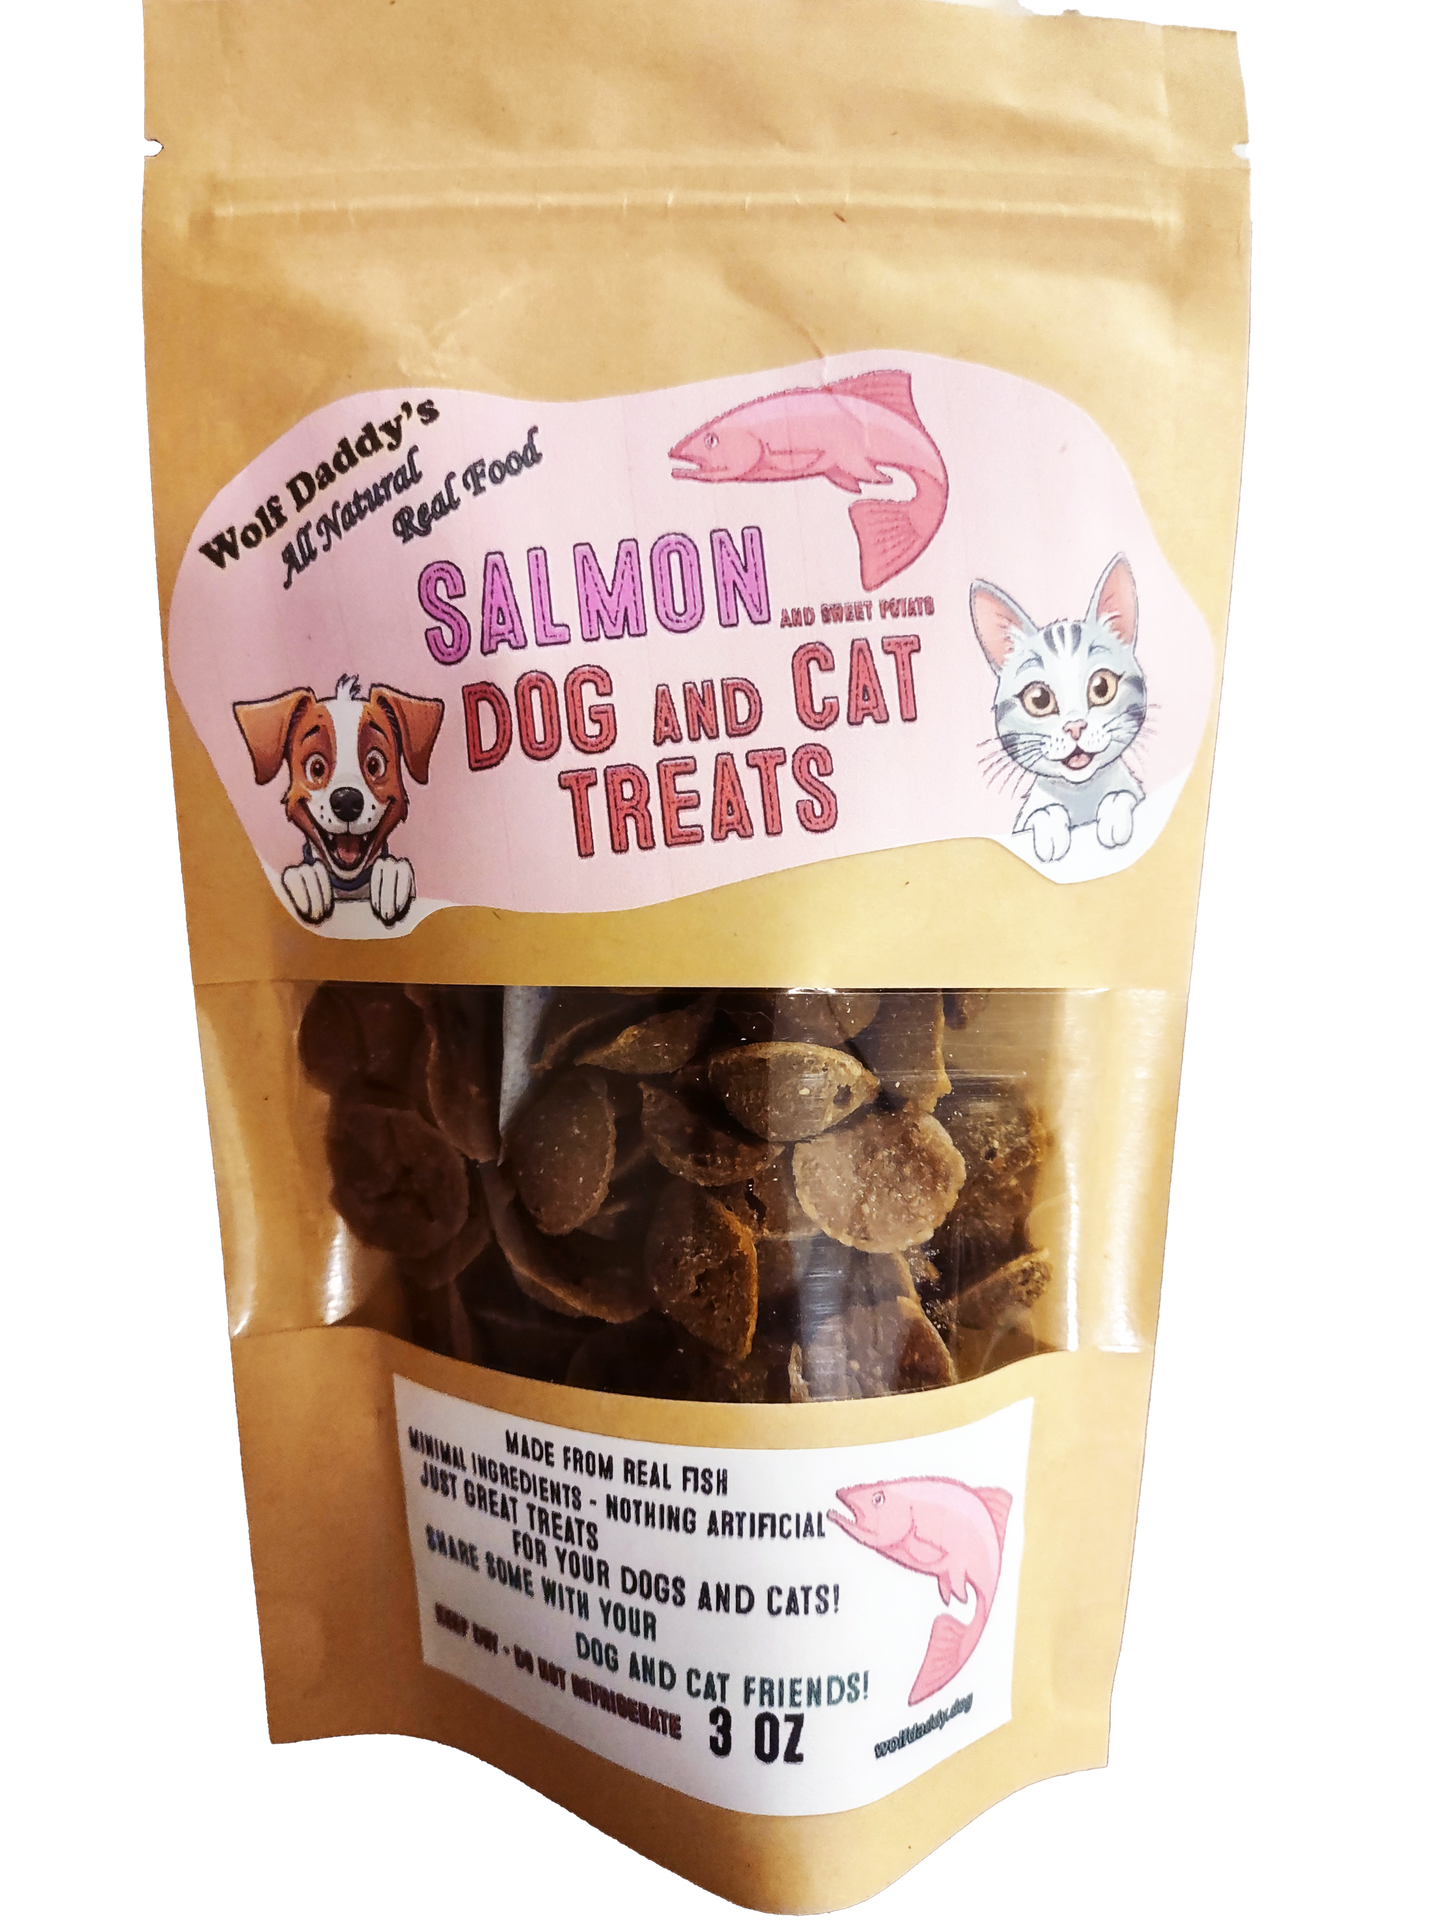 Wolf Daddy's
All Natural
Real Food
SALMON
AND SWEET POTATO
DOG AND CAT
TREATS
MADE FROM REAL FISH
MINIMAL INGREDIENTS - NOTHING ARTIFICIAL
JUST GREAT TREATS
FOR YOUR DOGS AND CATS!
SHARE SOME WITH YOUR
DOG AND CAT FRIENDS!
KEEP DRY - DO NOT REFRIGERATE
3 OZ
wolfdaddy.dog